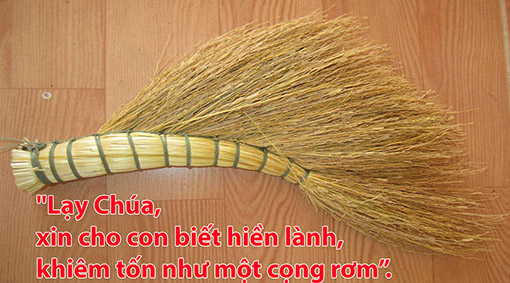 "Lạy Chúa,
xin cho con biết hiền lành,
khiêm tốn như một cọng rơm”.